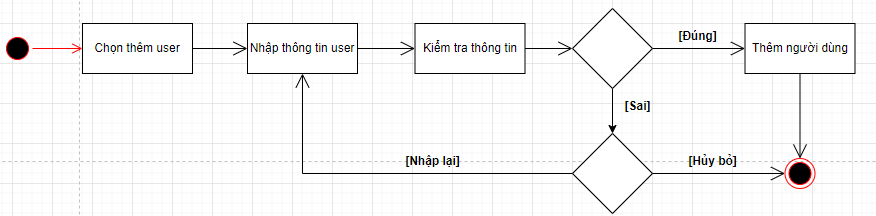 Chọn thêm user
Nhập thông tin user
Kiểm tra thông tin
[Đúng]
Thêm người dùng
[Sai]
[Nhập lại]
[Hủy bỏ]